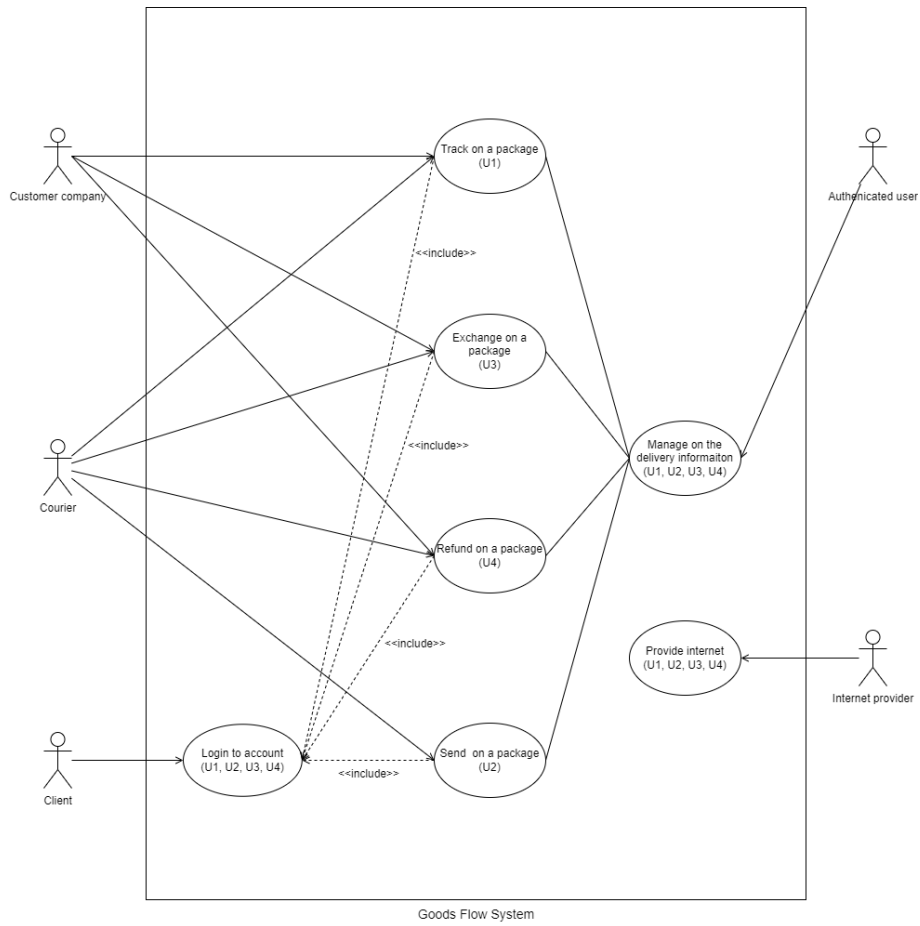 Track on a package
(U1)
Customer company
Authenicated user
<<include>>
Exchange on a
package
(U3)
<<include>>
Manage on the
delivery informaiton
(U1, U2, U3, U4)
Courier
Refund on a package
(U4)
<<include>>
Provide internet
(U1, U2, U3, U4)
Internet provider
Login to account
(U1, U2, U3, U4)
Send on a package
(U2)
<<include>>
Client
Goods Flow System